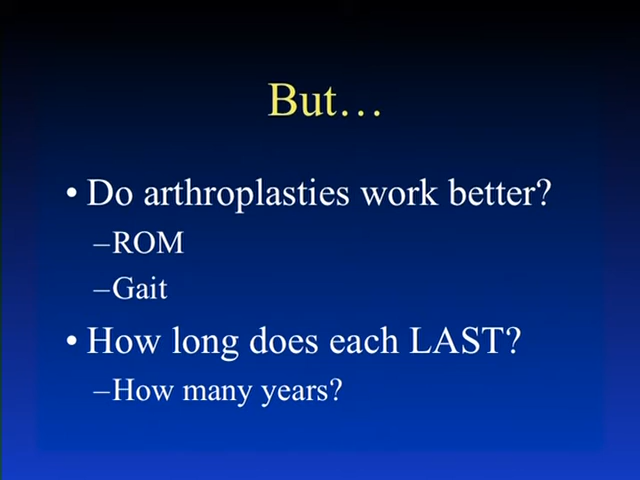 But…
• Do arthroplasties work better?
–ROM
–Gait
• How long does each LAST?
–How many years?